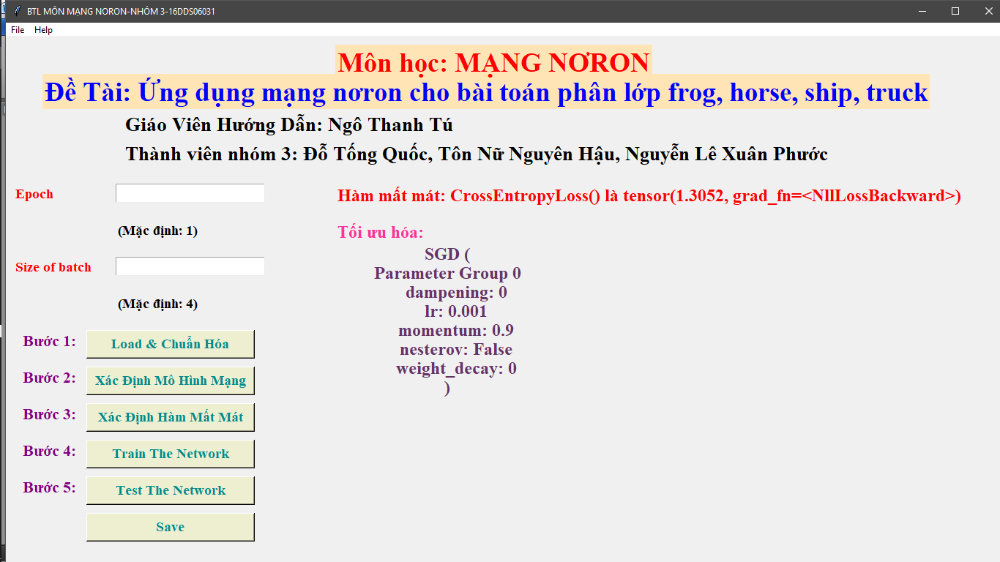 BTL MÔN MẠNG NORON-NHÓM 3-16DDS06031
File Help
Môn học: MẠNG NƠRON
Đề Tài: Ứng dụng mạng nơron cho bài toán phân lớp frog, horse, ship, truck
Giáo Viên Hướng Dẫn: Ngô Thanh Tú
Thành viên nhóm 3: Đỗ Tống Quốc, Tôn Nữ Nguyên Hậu, Nguyễn Lê Xuân Phước
Epoch
(Mặc định: 1)
Size of batch
(Mặc định: 4)
Bước 1: Load & Chuẩn Hóa
Bước 2: Xác Định Mô Hình Mạng
Bước 3: Xác Định Hàm Mất Mát
Bước 4: Train The Network
Bước 5: Test The Network
Save
Hàm mất mát: CrossEntropyLoss() là tensor(1.3052, grad_fn=<NllLossBackward>)
Tối ưu hóa:
SGD (
Parameter Group 0
dampening: 0
lr: 0.001
momentum: 0.9
nesterov: False
weight_decay: 0
)